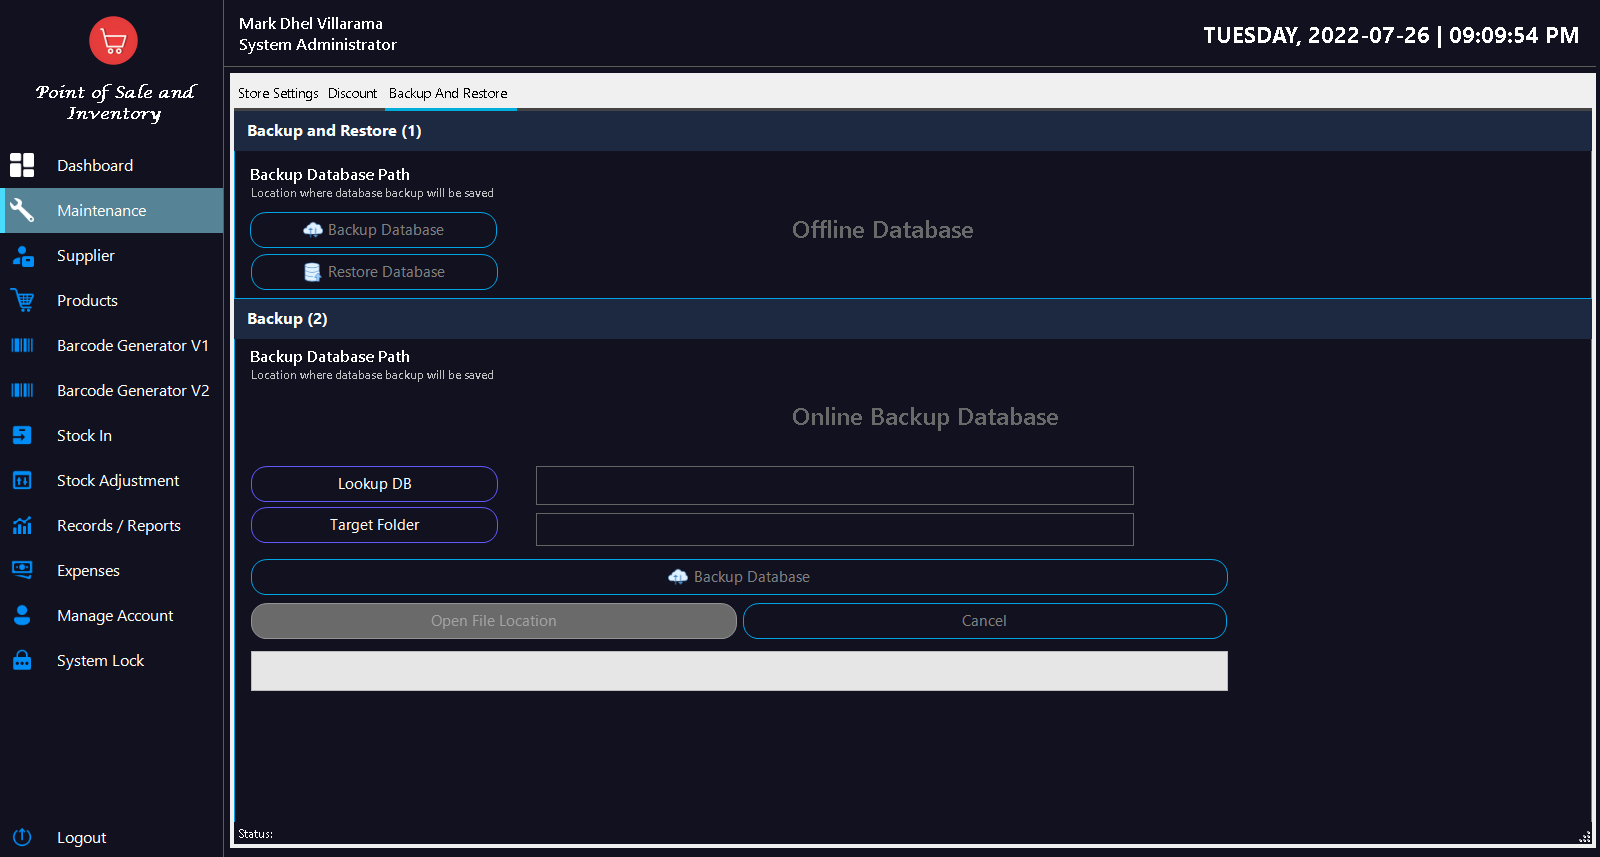 Point of Sale and
Inventory
Dashboard
Maintenance
Supplier
Products
Barcode Generator V1
Barcode Generator V2
Stock In
Stock Adjustment
Records / Reports
Expenses
Manage Account
System Lock
Logout
Mark Dhel Villarama
System Administrator
TUESDAY, 2022-07-26 | 09:09:54 PM
Store Settings Discount Backup And Restore
Backup and Restore (1)
Backup Database Path
Location where database backup will be saved
Backup Database
Offline Database
Restore Database
Backup (2)
Backup Database Path
Location where database backup will be saved
Online Backup Database
Lookup DB
Target Folder
Backup Database
Open File Location
Cancel
Status: